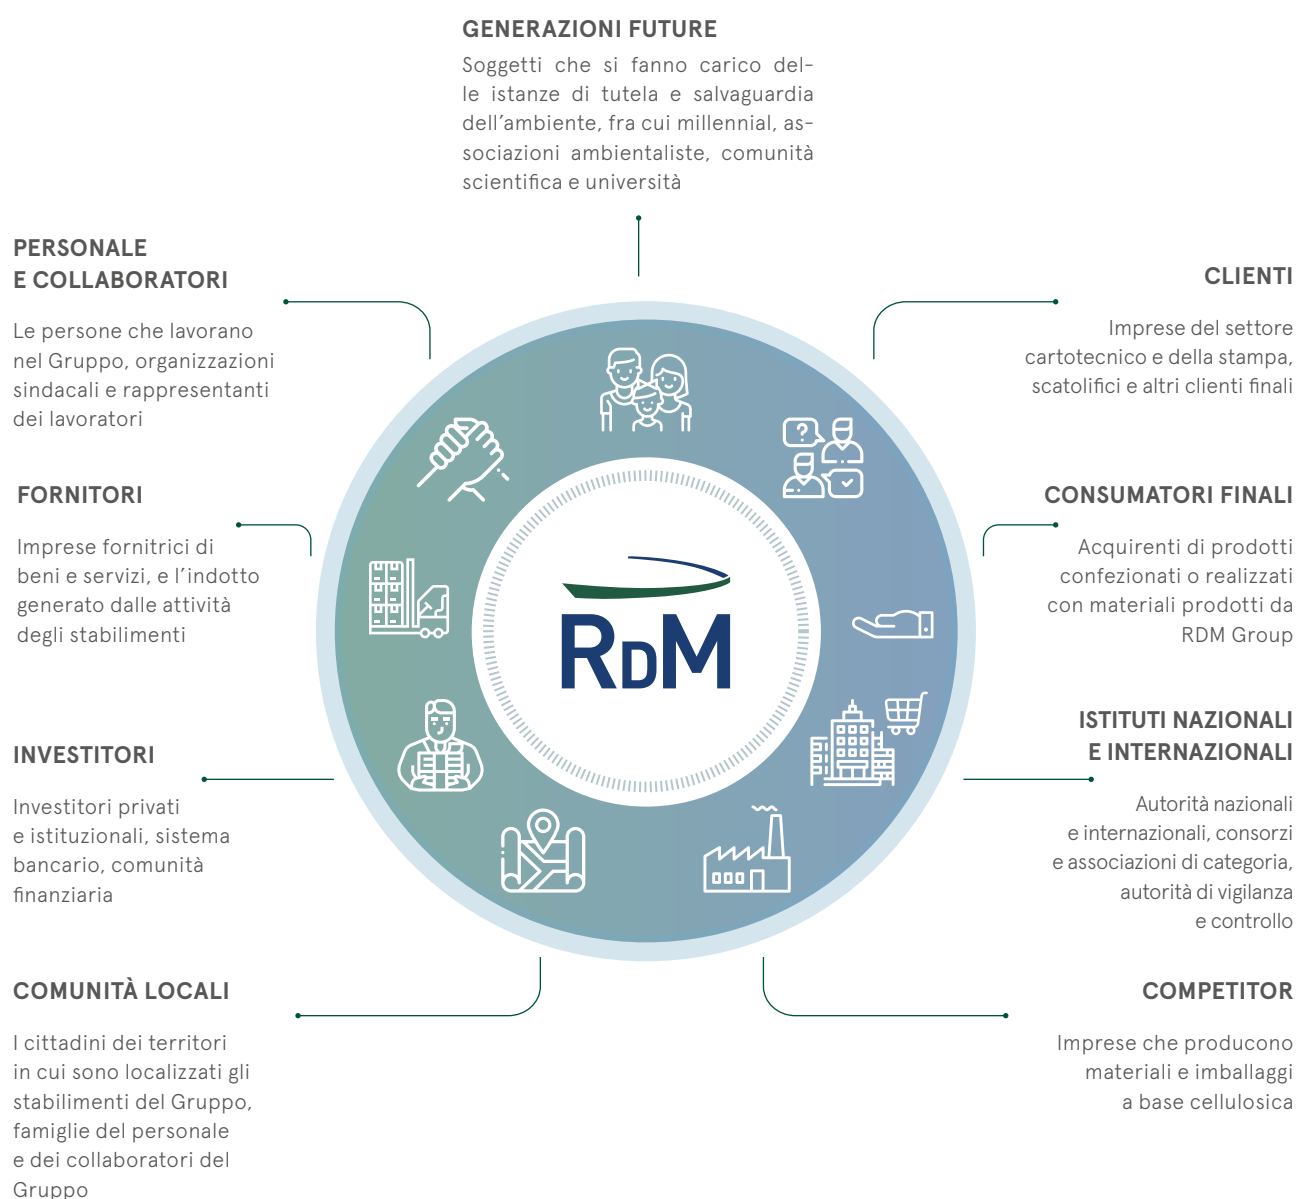 GENERAZIONI FUTURE
Soggetti che si fanno carico del-
le istanze di tutela e salvaguardia
dell'ambiente, fra cui millennial, as-
sociazioni ambientaliste, comunità
scientifica e università
PERSONALE
E COLLABORATORI
Le persone che lavorano
nel Gruppo, organizzazioni
sindacali e rappresentanti
dei lavoratori
FORNITORI
Imprese fornitrici di
beni e servizi, e l'indotto
generato dalle attività
degli stabilimenti
INVESTITORI
Investitori privati
e istituzionali, sistema
bancario, comunità
finanziaria
COMUNITÀ LOCALI
I cittadini dei territori
in cui sono localizzati gli
stabilimenti del Gruppo,
famiglie del personale
e dei collaboratori del
Gruppo
RDM
CLIENTI
Imprese del settore
cartotecnico e della stampa,
scatolifici e altri clienti finali
CONSUMATORI FINALI
Acquirenti di prodotti
confezionati o realizzati
con materiali prodotti da
RDM Group
ISTITUTI NAZIONALI
E INTERNAZIONALI
Autorità nazionali
e internazionali, consorzi
e associazioni di categoria,
autorità di vigilanza
e controllo
COMPETITOR
Imprese che producono
materiali e imballaggi
a base cellulosica